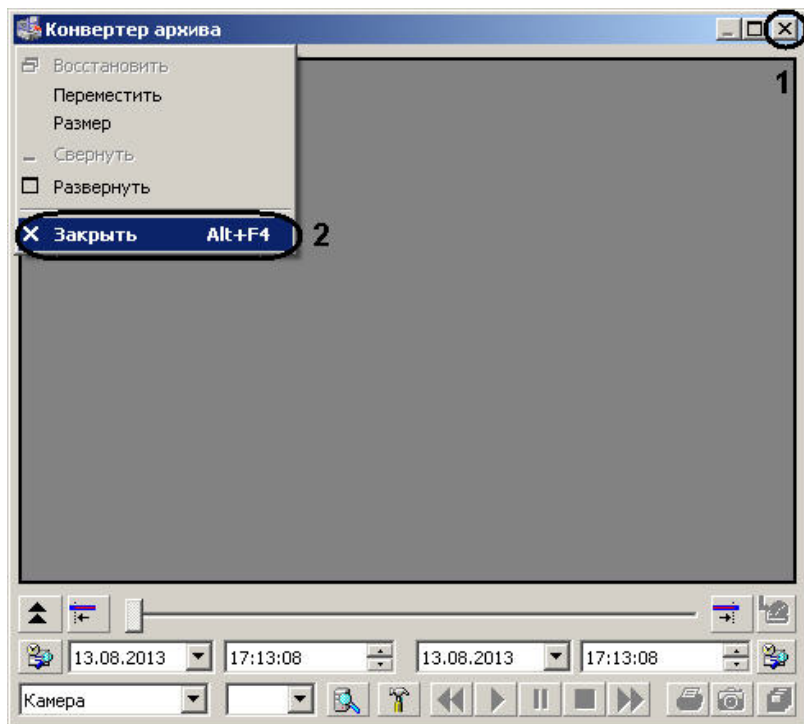 Конвертер архива
1
Восстановить
Переместить
Размер
Свернуть
Развернуть
Закрыть Alt+F4 2
13.08.2013 17:13:08 13.08.2013 17:13:08
Камера